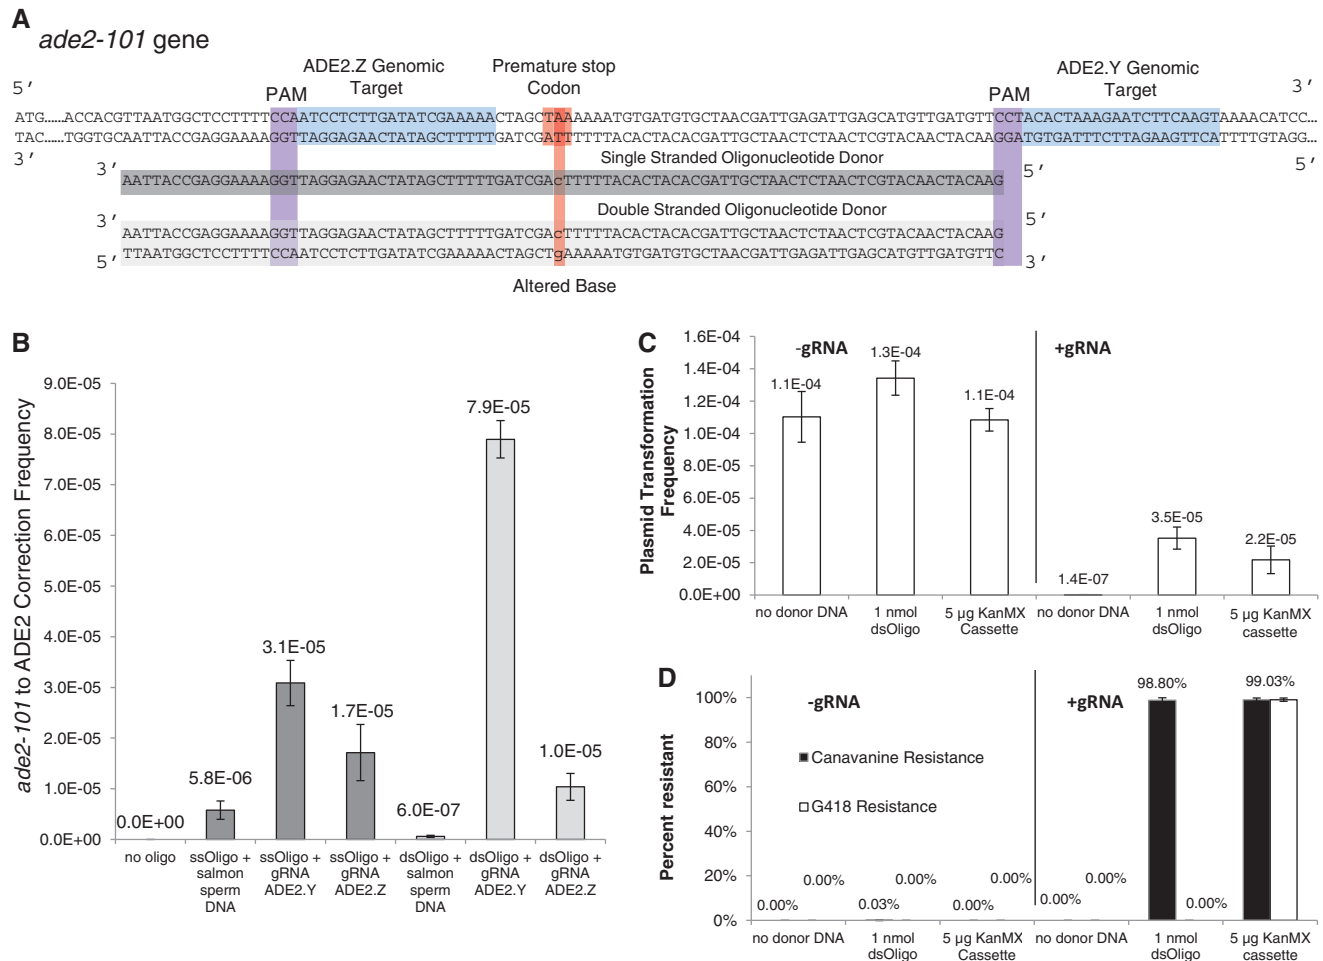 A
ade2-101 gene
ADE2.Z Genomic
Target
Premature stop
Codon
ADE2.Y Genomic
Target
5′
PAM
PAM
3′
ATG......ACCACGTTAATGGCTCCTTTTCCAATCCTCTTGATATCGAAAAACTAGCTAAAAAATGTGATGTGCTAACGATTGAGATTGAGCATGTTGATGTTCCTACACTAAAGAATCTTCAAGTAAAACATCC...
TAC......TGGTGCAATTACCGAGGAAAAGGTTAGGAGAACTATAGCTTTTTGATCGATTTTTTACACTACACGATTGCTAACTCTAACTCGTACAACTACAAGGATGTGATTTCTTAGAAGTTCATTTTGTAGG...
3′
5′
Single Stranded Oligonucleotide Donor
3′
5′
AATTACCGAGGAAAAGGTTAGGAGAACTATAGCTTTTTGATCGAcTTTTTACACTACACGATTGCTAACTCTAACTCGTACAACTACAAG
Double Stranded Oligonucleotide Donor
3′
5′
AATTACCGAGGAAAAGGTTAGGAGAACTATAGCTTTTTGATCGAcTTTTTACACTACACGATTGCTAACTCTAACTCGTACAACTACAAG
TTAATGGCTCCTTTTCCAATCCTCTTGATATCGAAAAACTAGCTgAAAAATGTGATGTGCTAACGATTGAGATTGAGCATGTTGATGTTC
5′
3′
Altered Base
B
ade2-101 to ADE2 Correction Frequency
9.0E-05
8.0E-05
7.0E-05
6.0E-05
5.0E-05
4.0E-05
3.0E-05
2.0E-05
1.0E-05
0.0E+00
0.0E+00
5.8E-06
3.1E-05
1.7E-05
6.0E-07
7.9E-05
1.0E-05
no oligo
ssOligo +
salmon
sperm
DNA
ssOligo +
gRNA
ADE2.Y
ssOligo +
gRNA
ADE2.Z
dsOligo +
salmon
sperm
DNA
dsOligo +
gRNA
ADE2.Y
dsOligo +
gRNA
ADE2.Z
C
Plasmid Transformation
Frequency
1.6E-04
1.4E-04
1.2E-04
1.0E-04
8.0E-05
6.0E-05
4.0E-05
2.0E-05
0.0E+00
-gRNA
+gRNA
1.1E-04
1.3E-04
1.1E-04
1.4E-07
3.5E-05
2.2E-05
no donor DNA
1 nmol
dsOligo
5 µg KanMX
Cassette
no donor DNA
1 nmol
dsOligo
5 µg KanMX
cassette
D
Percent resistant
100%
80%
60%
40%
20%
0%
-gRNA
+gRNA
Canavanine Resistance
G418 Resistance
0.00%
0.00%
0.03%
0.00%
0.00%
0.00%
0.00%
0.00%
98.80%
0.00%
99.03%
no donor DNA
1 nmol
dsOligo
5 µg KanMX
Cassette
no donor DNA
1 nmol
dsOligo
5 µg KanMX
cassette